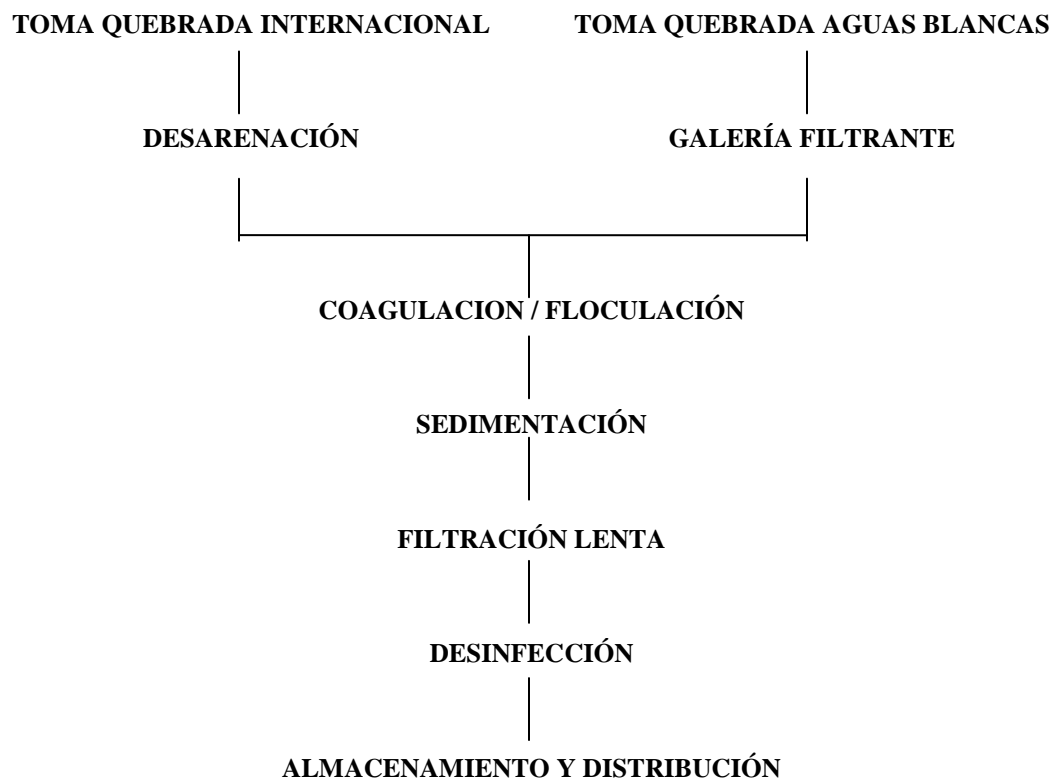 TOMA QUEBRADA INTERNACIONAL
TOMA QUEBRADA AGUAS BLANCAS
DESARENACIÓN
GALERÍA FILTRANTE
COAGULACION / FLOCULACIÓN
SEDIMENTACIÓN
FILTRACIÓN LENTA
DESINFECCIÓN
ALMACENAMIENTO Y DISTRIBUCIÓN